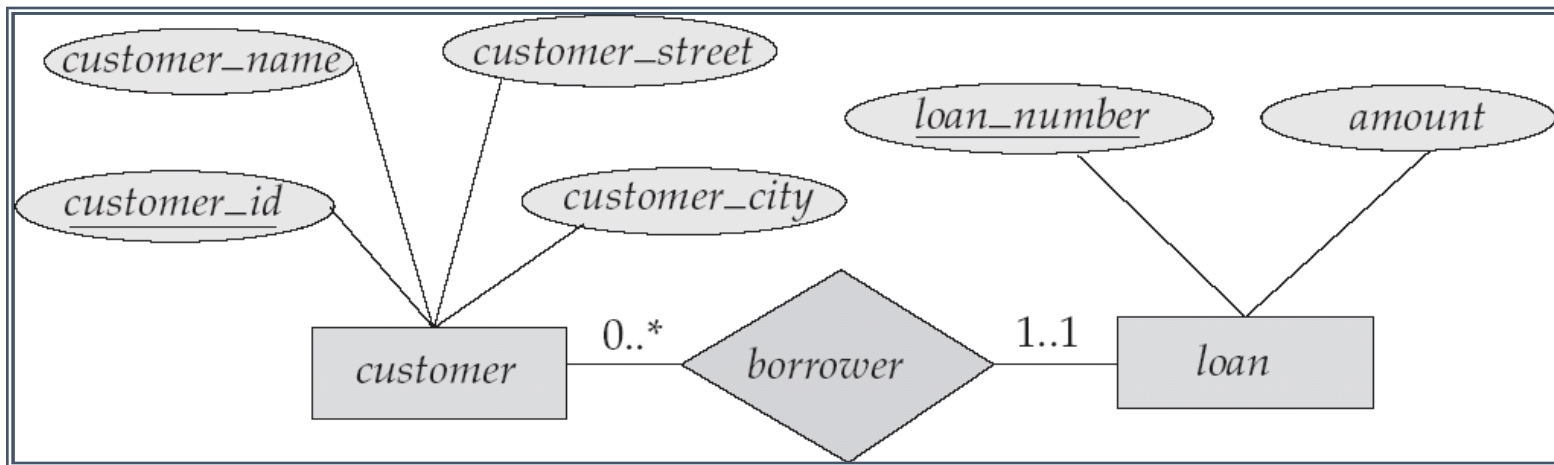 customer_name
customer_street
loan_number
amount
customer_id
customer_city
0..*
1..1
customer
borrower
loan